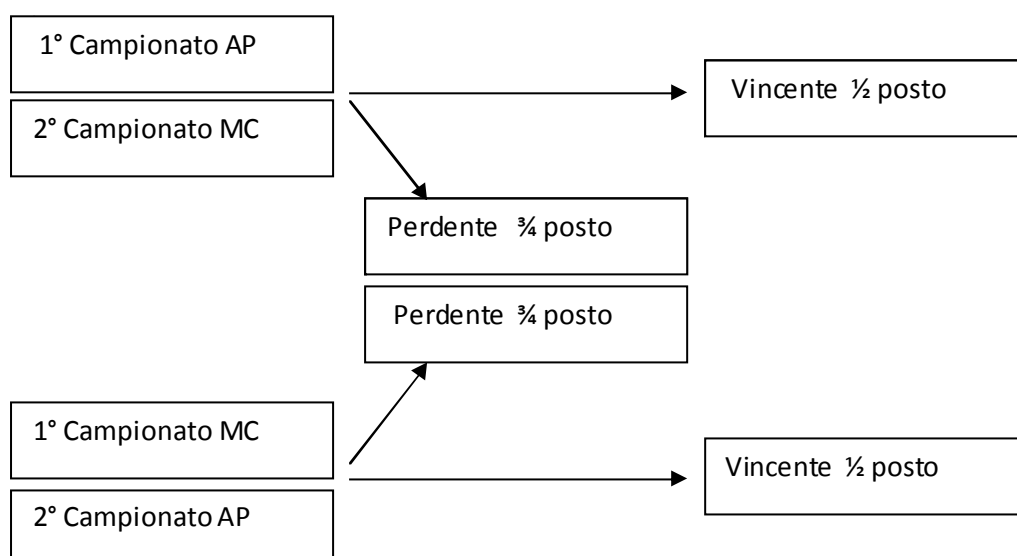 1° Campionato AP
2° Campionato MC
Vincente ½ posto
Perdente ¾ posto
Perdente ¾ posto
1° Campionato MC
2° Campionato AP
Vincente ½ posto